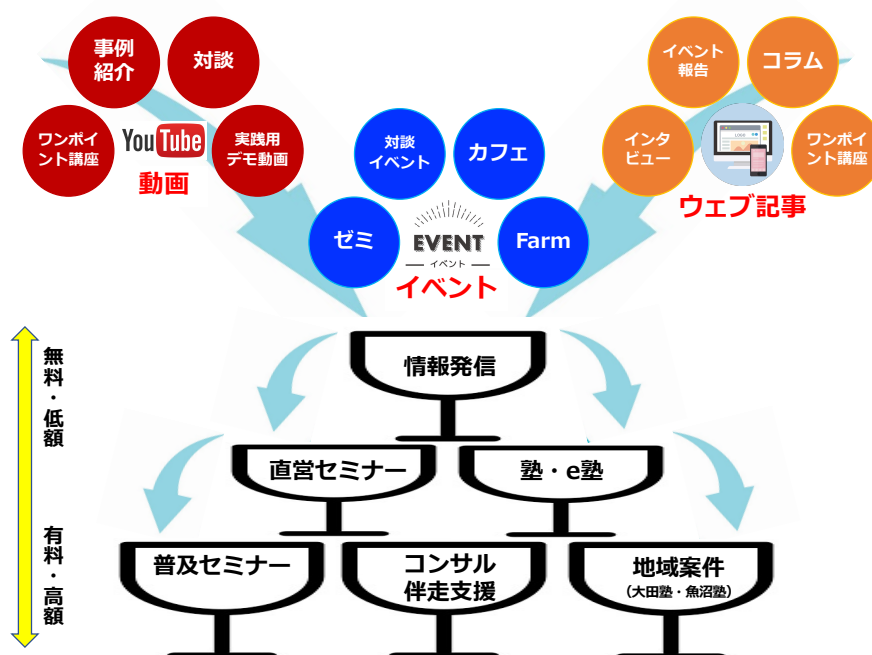 事例
紹介
対談
ワンポイ
ント講座
YouTube
実践用
デモ動画
動画
対談
イベント
カフェ
ゼミ
EVENT
イベント
Farm
イベント
イベント
報告
コラム
インタ
ビュー
LOGO
ワンポイ
ント講座
ウェブ記事
無料・低額
有料・高額
情報発信
直営セミナー
塾・e塾
普及セミナー
コンサル
伴走支援
地域案件
（大田塾・魚沼塾）